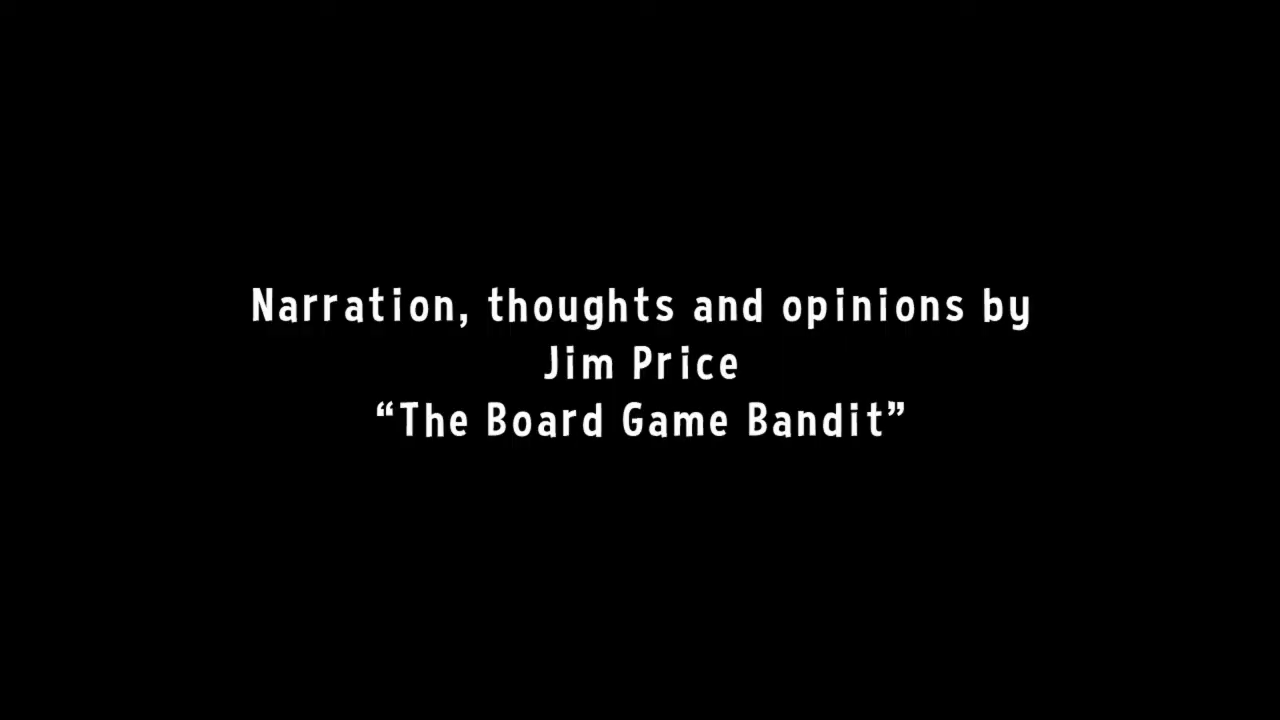 Narration, thoughts and opinions by
Jim Price
“The Board Game Bandit”